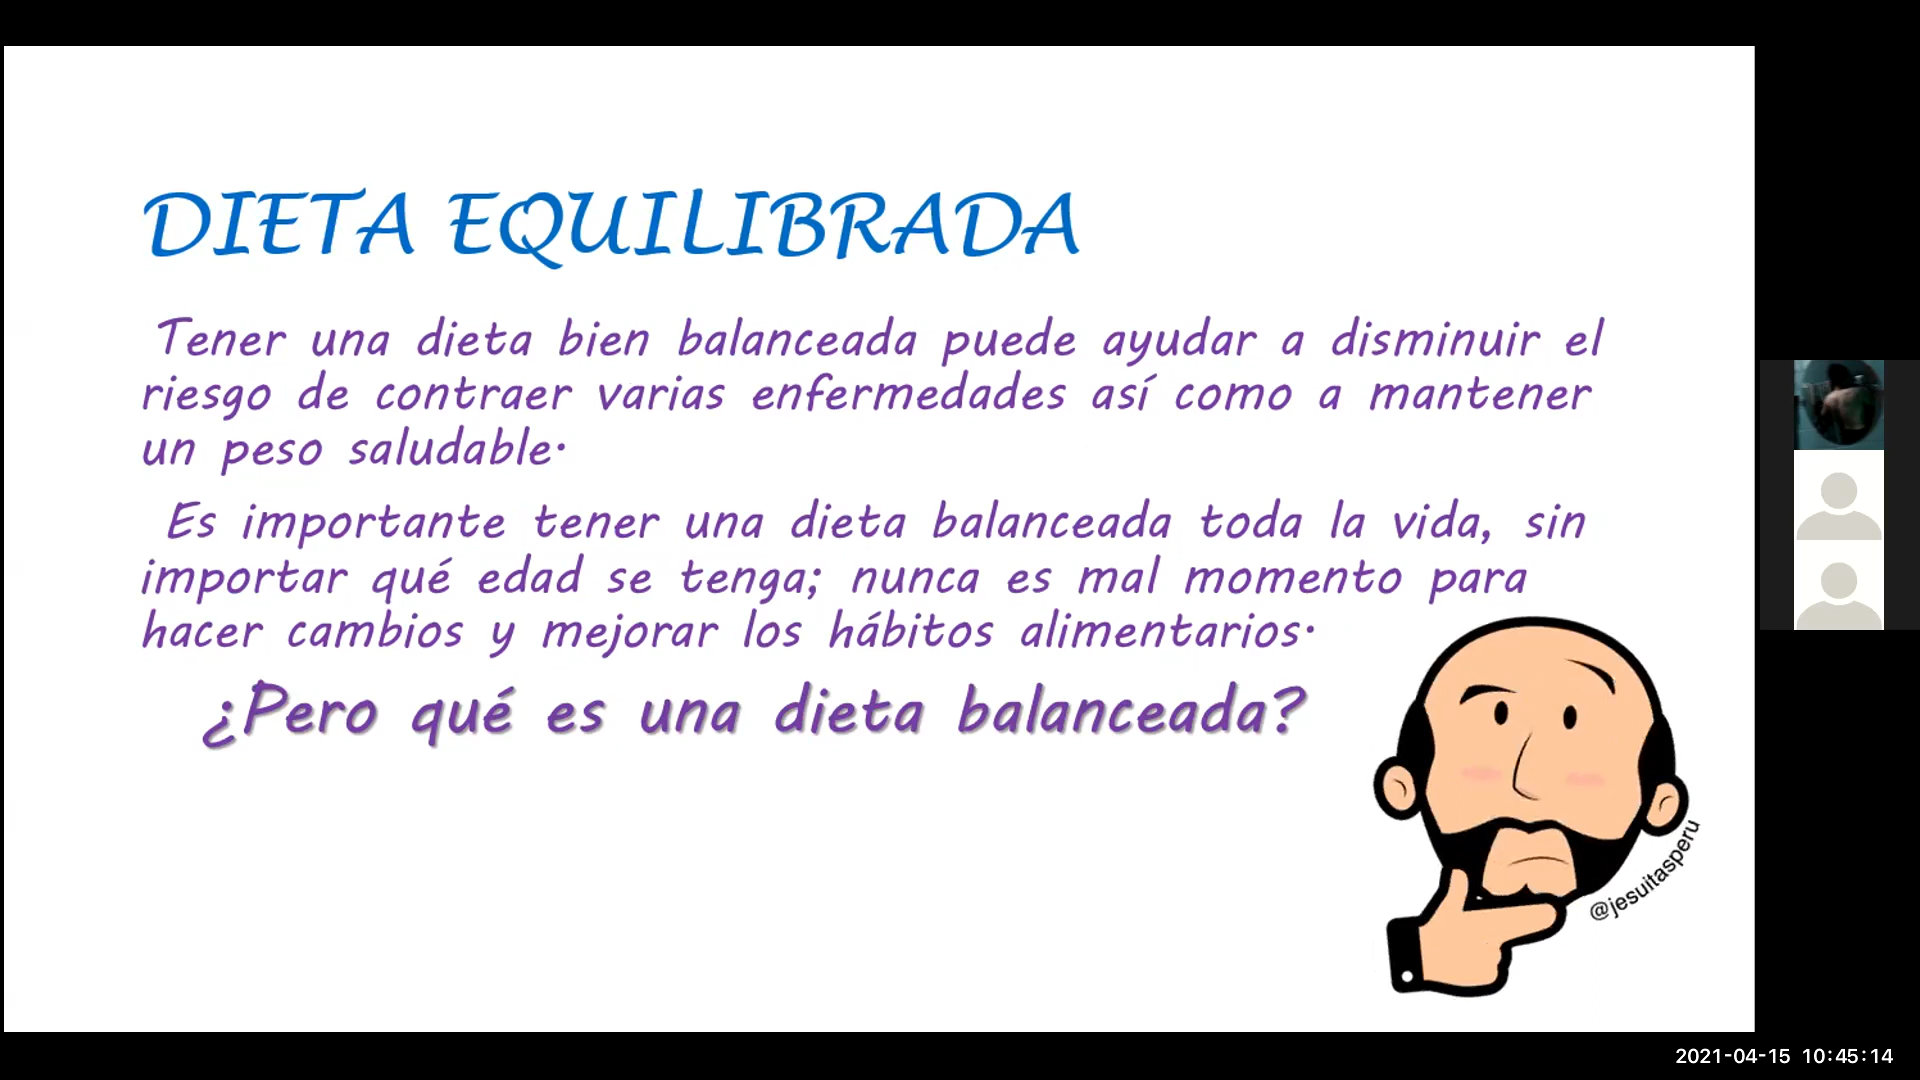 DIETA EQUILIBRADA
Tener una dieta bien balanceada puede ayudar a disminuir el
riesgo de contraer varias enfermedades así como a mantener
un peso saludable.
Es importante tener una dieta balanceada toda la vida, sin
importar qué edad se tenga; nunca es mal momento para
hacer cambios y mejorar los hábitos alimentarios.
¿Pero qué es una dieta balanceada?
@jesuitasperu
2021-04-15 10:45:14